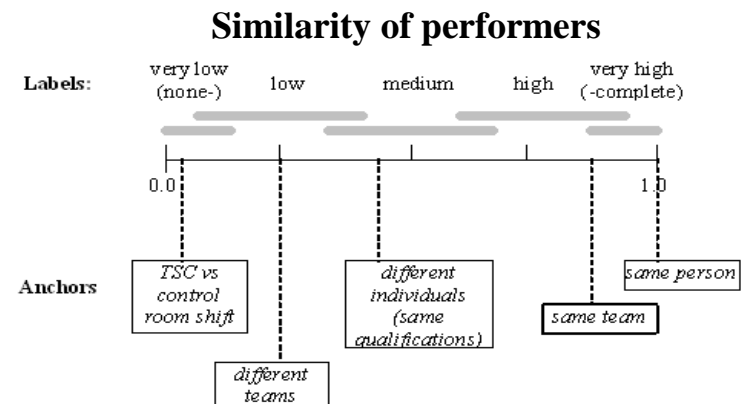 Similarity of performers
Labels:
very low
(none-)
low
medium
high
very high
(-complete)
0.0
1.0
Anchors
TSC vs
control
room shift
different
teams
different
individuals
(same
qualifications)
same team
same person